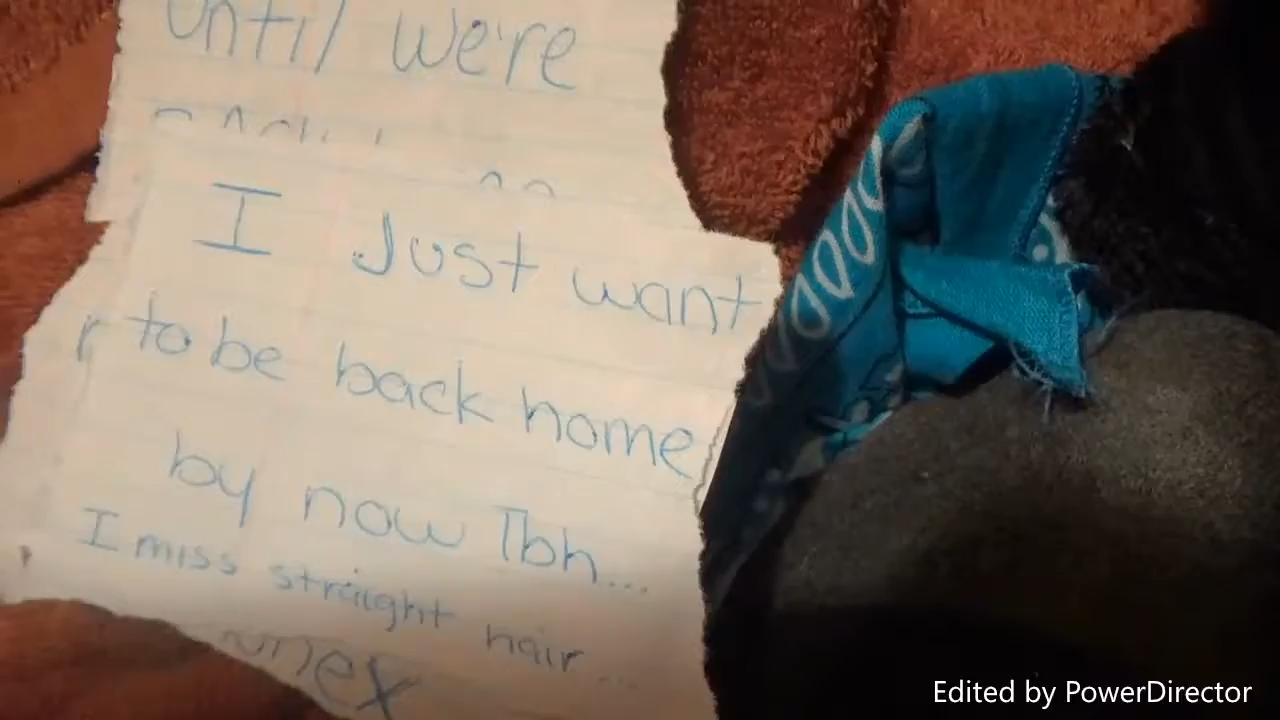 until we're
I Just want
to be back home
by now Tbh...
I miss straight hair...
Edited by PowerDirector